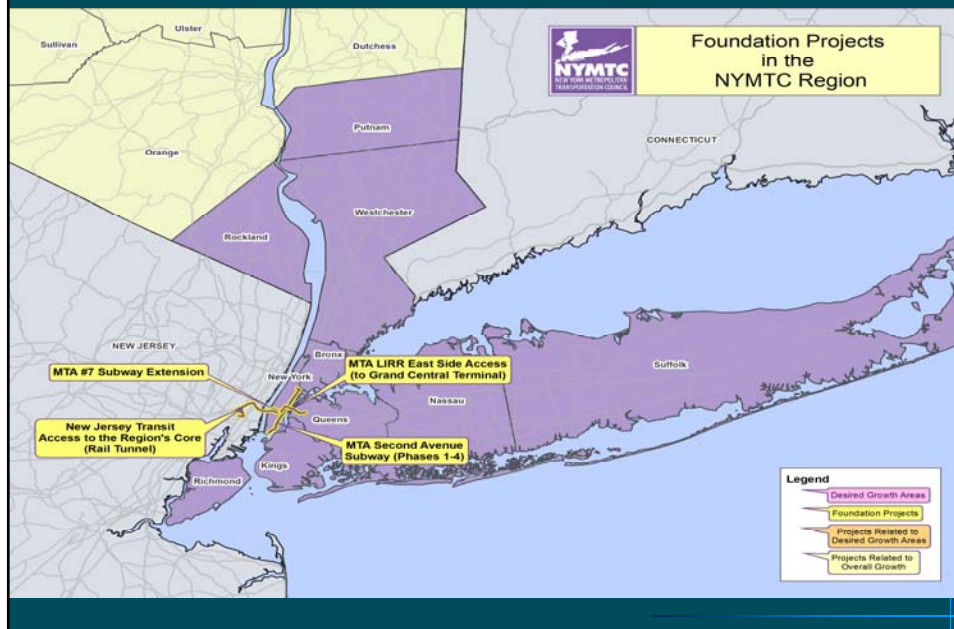 Foundation Projects
in the
NYMTC Region
NYMTC
NEW YORK METROPOLITAN
TRANSPORTATION COUNCIL
Sullivan
Ulster
Dutchess
Putnam
Orange
CONNECTICUT
Westchester
Rockland
NEW JERSEY
Bronx
New York
MTA #7 Subway Extension
MTA LIRR East Side Access
(to Grand Central Terminal)
Suffolk
Nassau
Queens
New Jersey Transit
Access to the Region's Core
(Rail Tunnel)
MTA Second Avenue
Subway (Phases 1-4)
Kings
Richmond
Legend
Desired Growth Areas
Foundation Projects
Projects Related to
Desired Growth Areas
Projects Related to
Overall Growth